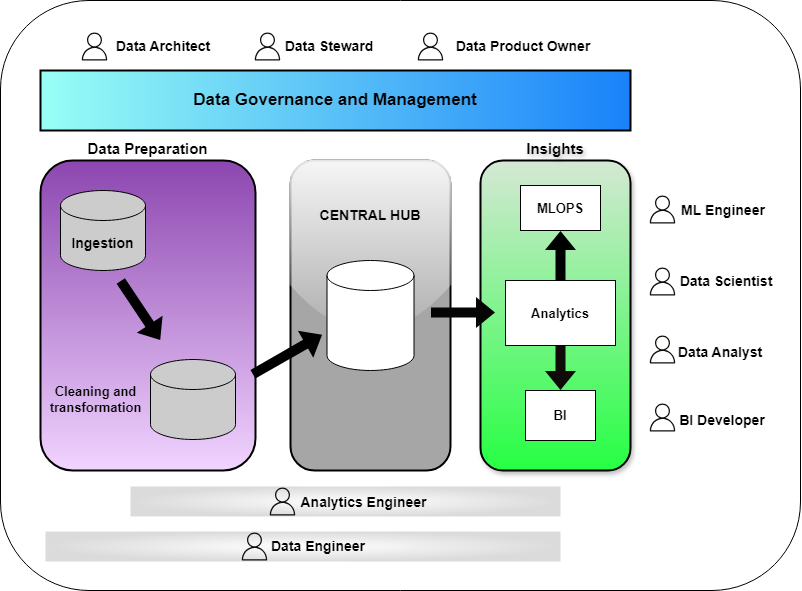 Data Architect
Data Steward
Data Product Owner
Data Governance and Management
Data Preparation
Insights
Ingestion
Cleaning and
transformation
CENTRAL HUB
MLOPS
Analytics
BI
ML Engineer
Data Scientist
Data Analyst
BI Developer
Analytics Engineer
Data Engineer